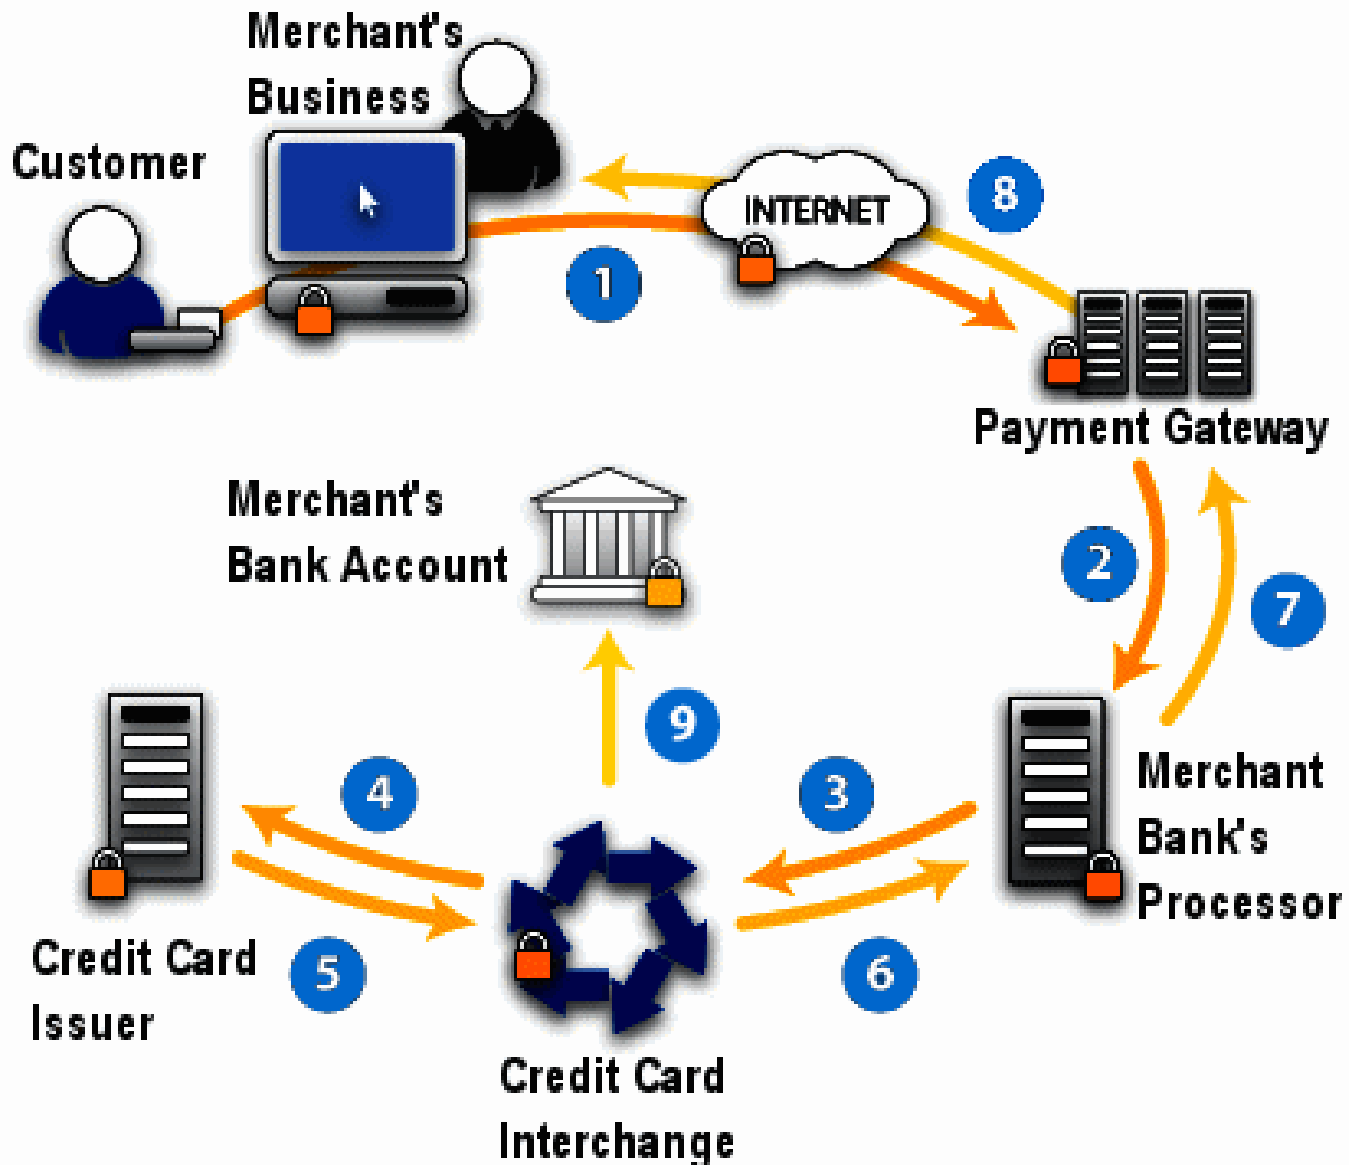 Merchant's
Business
Customer
INTERNET
8
1
Payment Gateway
Merchant's
Bank Account
2
7
9
4
3
Merchant
Bank's
Processor
Credit Card
Issuer
5
6
Credit Card
Interchange